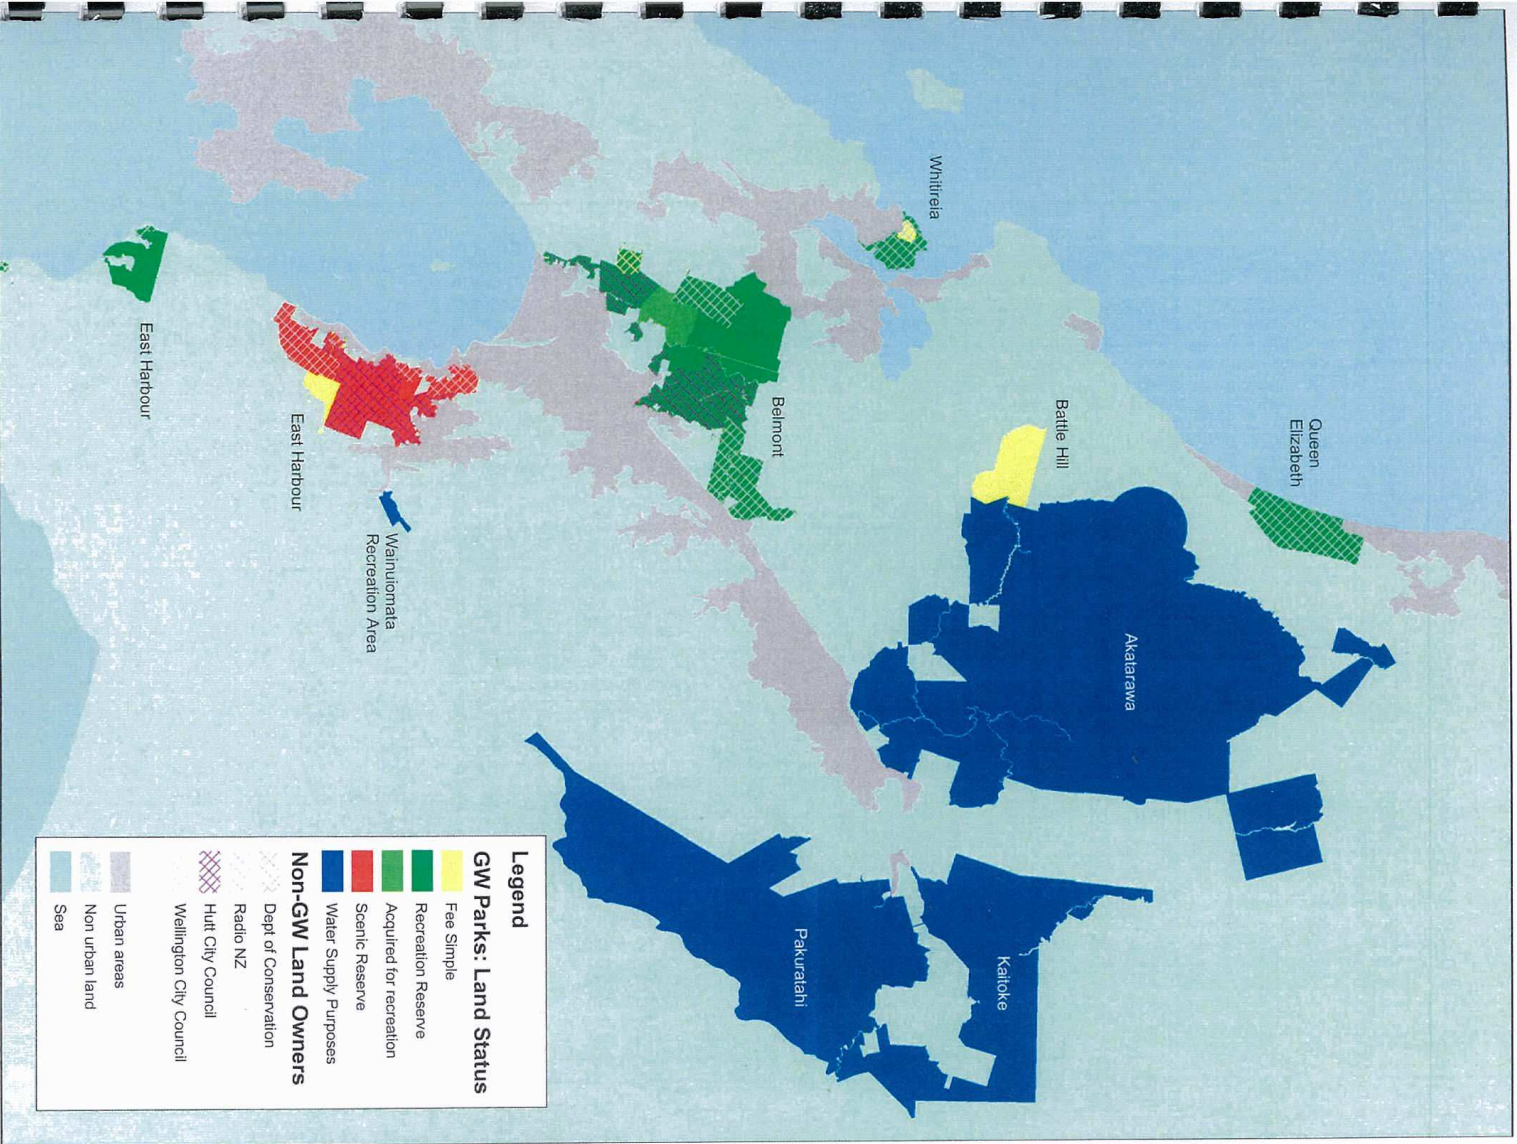 Whitireia
Queen
Elizabeth
Battle Hill
Belmont
Akatarawa
East Harbour
East Harbour
Wainuiomata
Recreation Area
Kaitoke
Pakuratahi
Legend
GW Parks: Land Status
Fee Simple
Recreation Reserve
Acquired for recreation
Scenic Reserve
Water Supply Purposes
Non-GW Land Owners
Dept of Conservation
Radio NZ
Hutt City Council
Wellington City Council
Urban areas
Non urban land
Sea